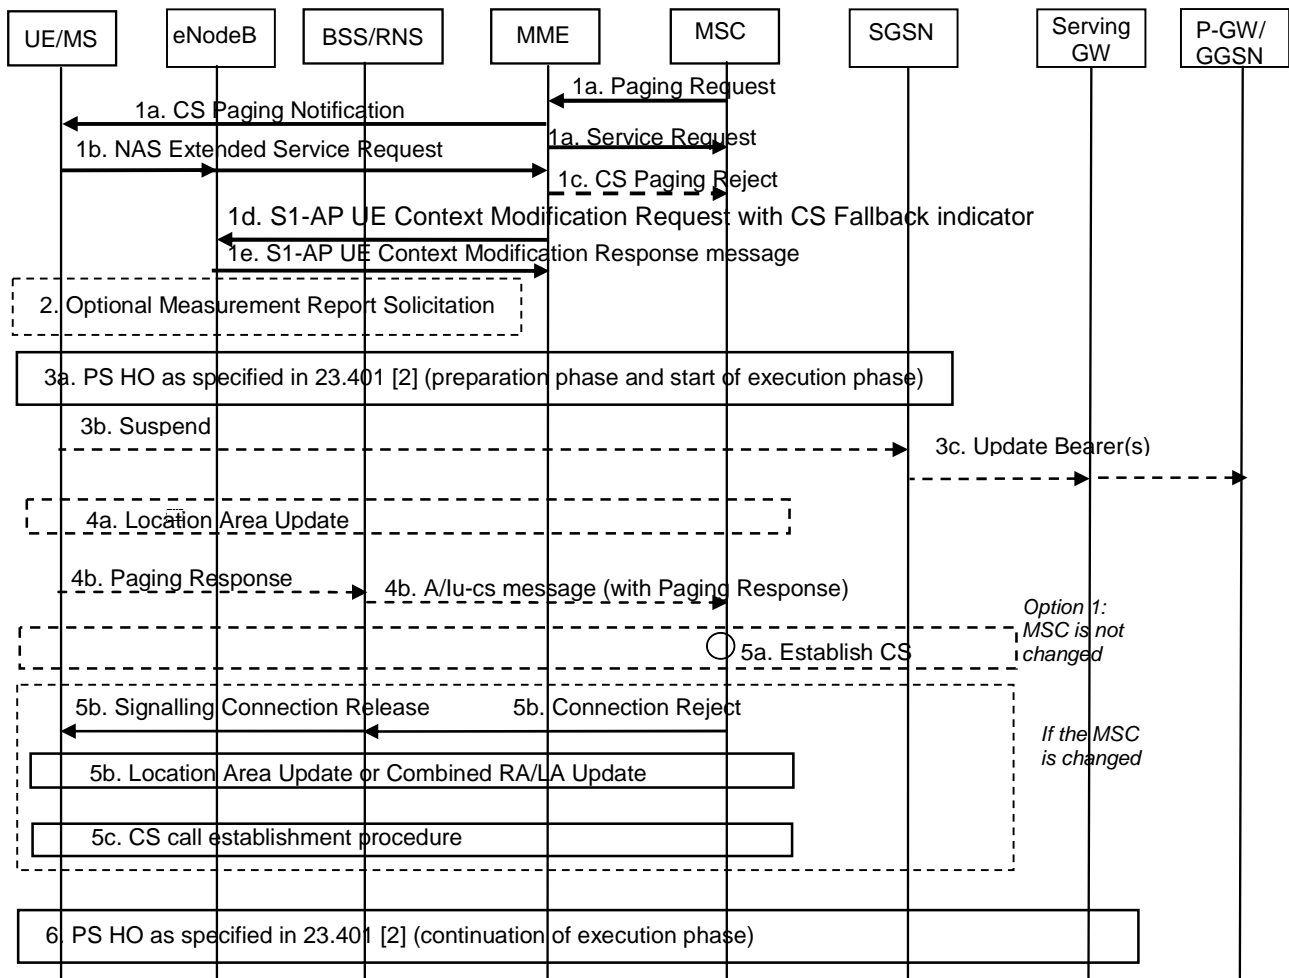 UE/MS
eNodeB
BSS/RNS
MME
MSC
SGSN
Serving
GW
P-GW/
GGSN
1a. Paging Request
1a. CS Paging Notification
1a. Service Request
1b. NAS Extended Service Request
1c. CS Paging Reject
1d. S1-AP UE Context Modification Request with CS Fallback indicator
1e. S1-AP UE Context Modification Response message
2. Optional Measurement Report Solicitation
3a. PS HO as specified in 23.401 [2] (preparation phase and start of execution phase)
3b. Suspend
3c. Update Bearer(s)
4a. Location Area Update
4b. Paging Response
4b. A/Iu-cs message (with Paging Response)
Option 1:
MSC is not
changed
5a. Establish CS
5b. Signalling Connection Release
5b. Connection Reject
If the MSC
is changed
5b. Location Area Update or Combined RA/LA Update
5c. CS call establishment procedure
6. PS HO as specified in 23.401 [2] (continuation of execution phase)